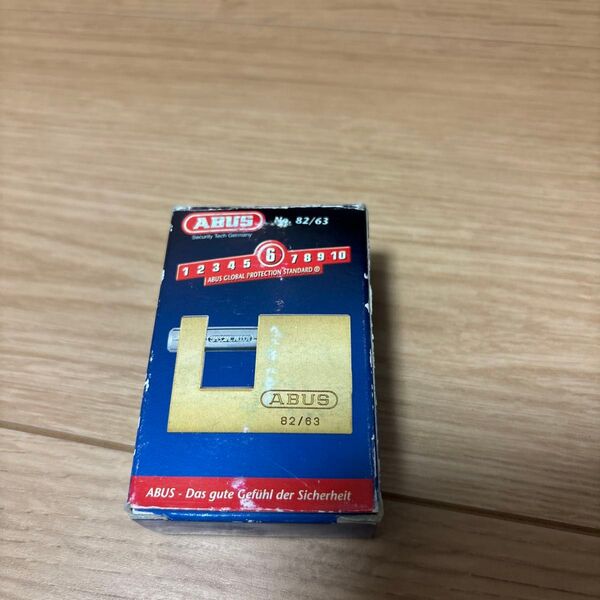 ABUS No. 82/63
Security Tech Germany
1 2 3 4 5 6 7 8 9 10
ABUS GLOBAL PROTECTION STANDARD ®
ABUS
82/63
ABUS - Das gute Gefühl der Sicherheit